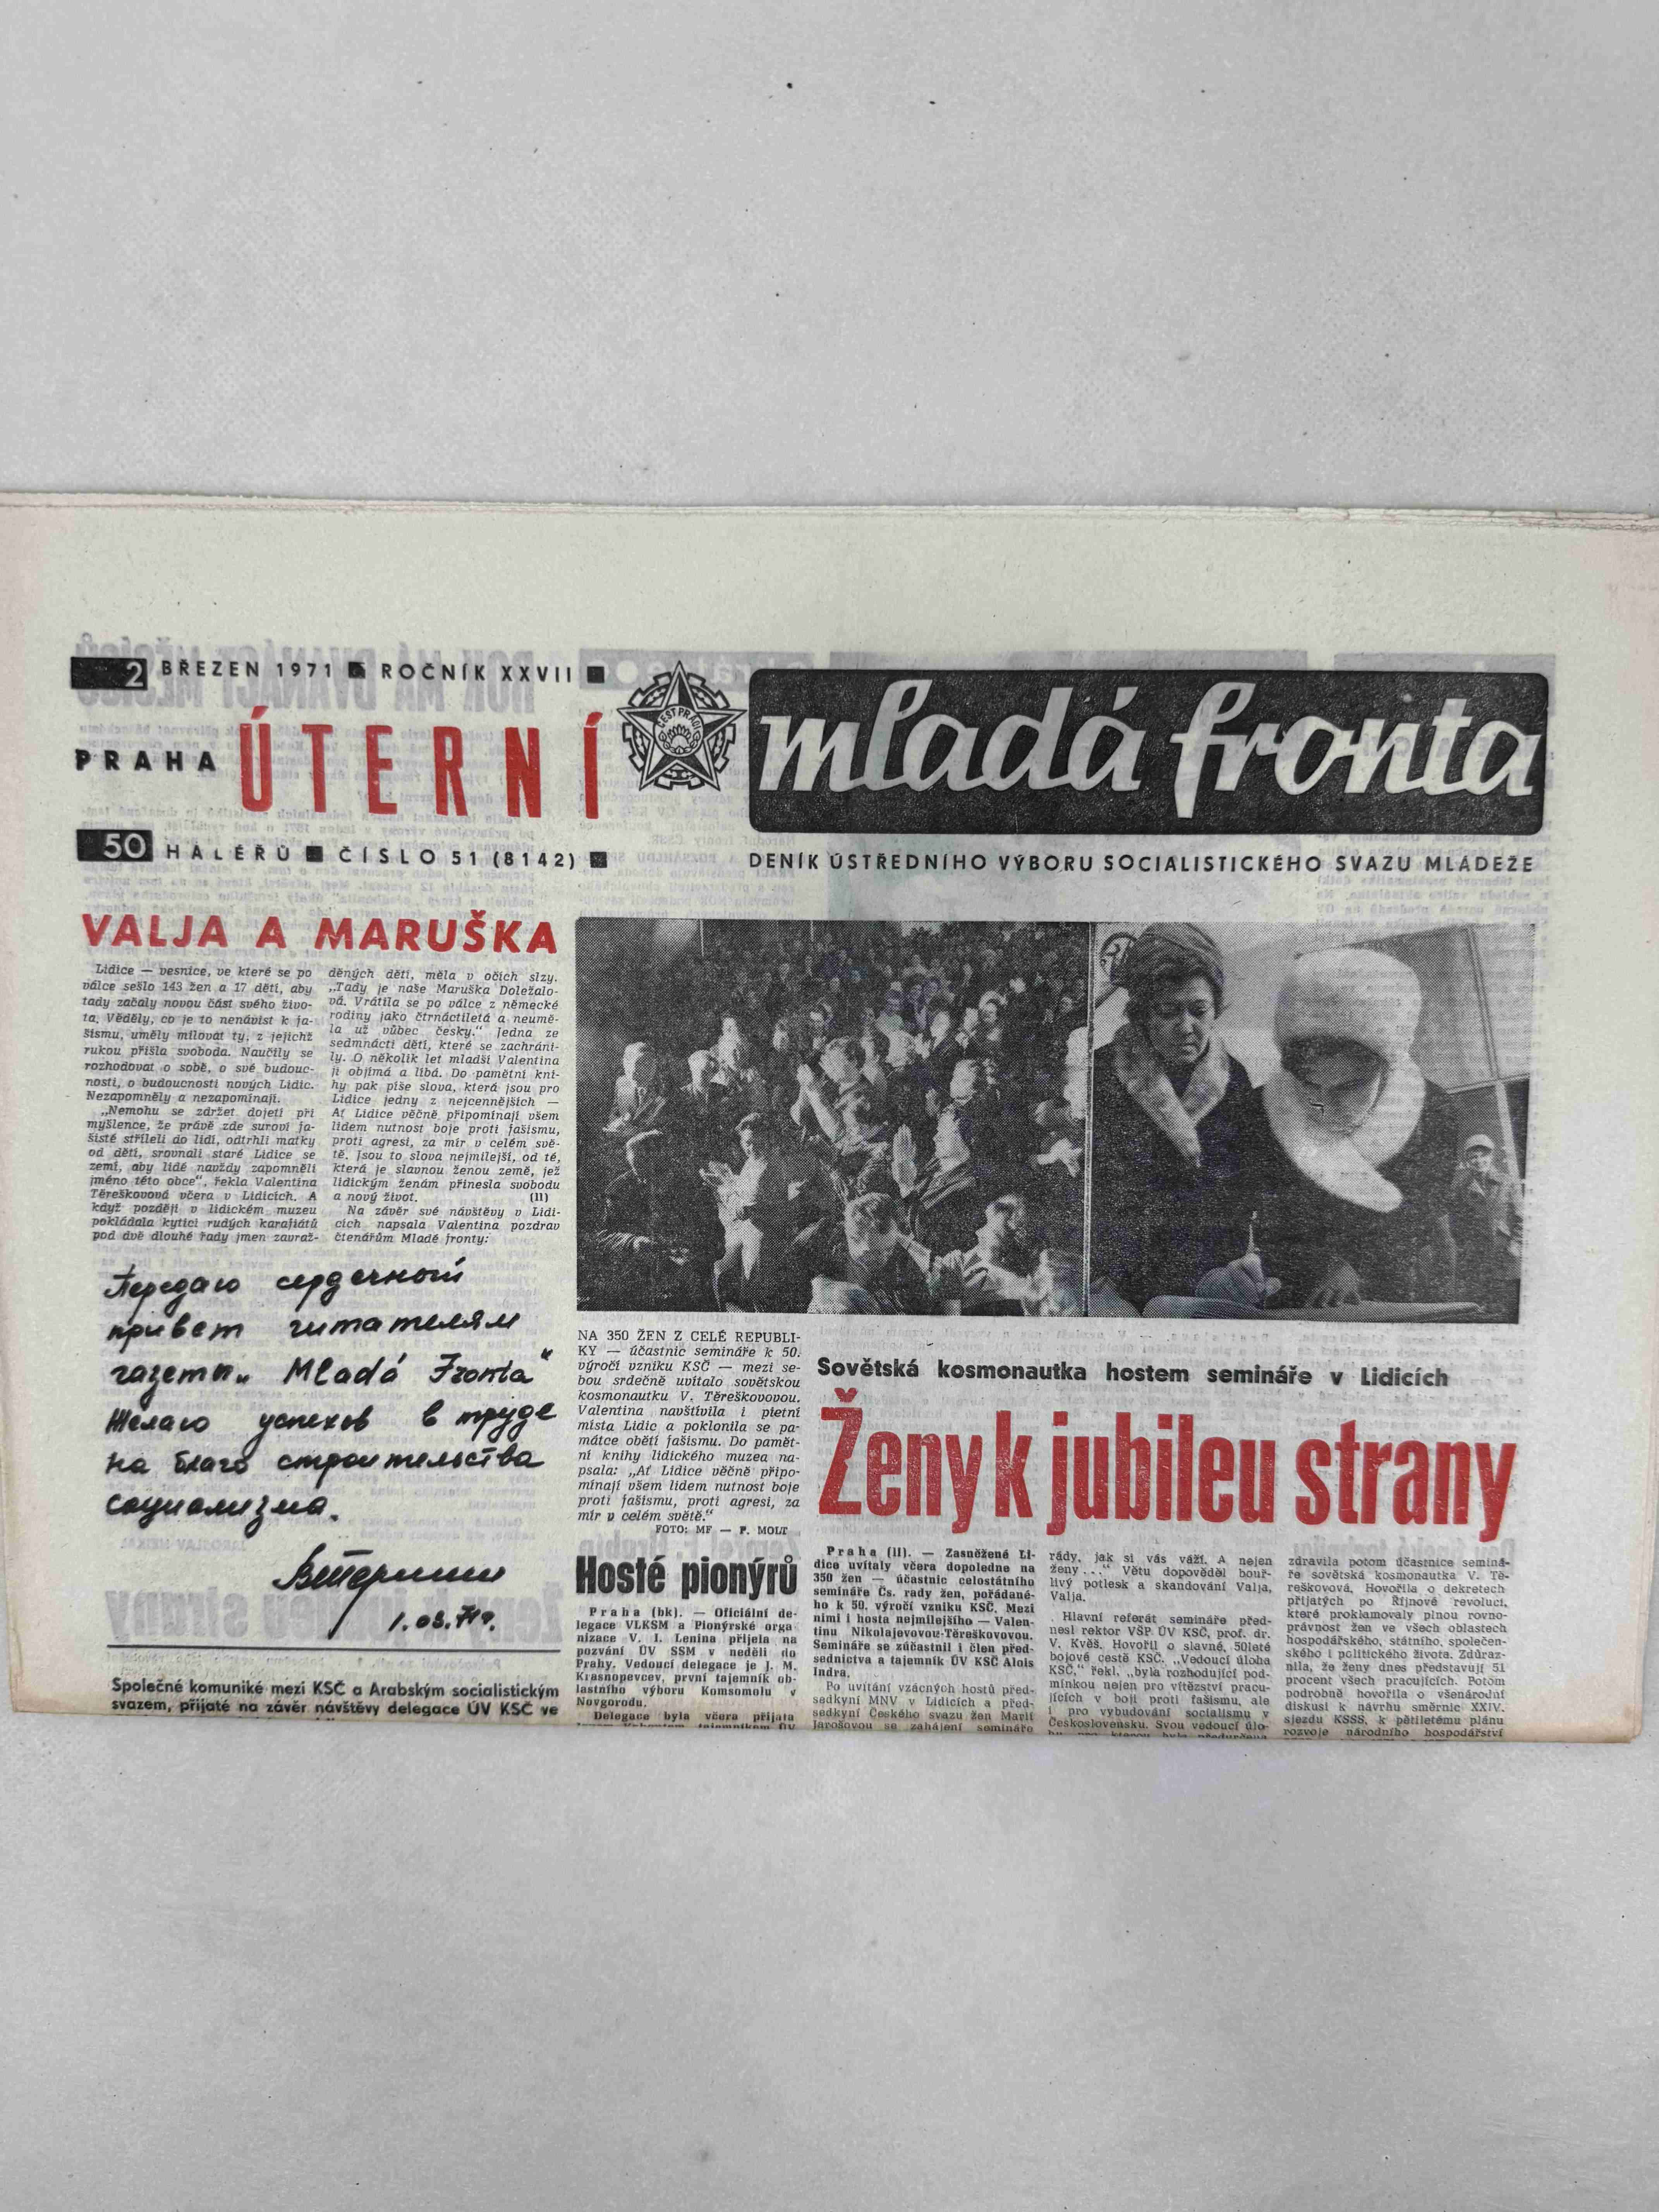 2 BŘEZEN 1971 ■ ROČNÍK XXVII ■
PRAHA ÚTERNÍ
50 HALÉŘŮ ■ ČÍSLO 51 (8142) ■
ČEST PRÁCI
mladá fronta
DENÍK ÚSTŘEDNÍHO VÝBORU SOCIALISTICKÉHO SVAZU MLÁDEŽE
VALJA A MARUŠKA
Lidice — vesnice, ve které se po
válce sešlo 143 žen a 17 dětí, aby
tady začaly novou část svého živo-
ta. Věděly, co je to nenávist k fa-
šismu, uměly milovat ty, z jejichž
rukou přišla svoboda. Naučily se
rozhodovat o sobě, o své budouc-
nosti, o budoucnosti nových Lidic.
Nezapomněly a nezapomínají.
„Nemohu se zdržet dojetí při
myšlence, že právě zde suroví fa-
šisté stříleli do lidí, odtrhli matky
od dětí, srovnali staré Lidice se
zemí, aby lidé navždy zapomněli
jméno této obce“, řekla Valentina
Těreškovová včera v Lidicích. A
když později v lidickém muzeu
pokládala kytici rudých karafiátů
pod dvě dlouhé řady jmen zavraž-
děných dětí, měla v očích slzy.
„Tady je naše Maruška Doležalo-
vá. Vrátila se po válce z německé
rodiny jako čtrnáctiletá a neumě-
la už vůbec česky.“ Jedna ze
sedmnácti dětí, které se zachráni-
ly. O několik let mladší Valentina
ji objímá a líbá. Do pamětní kni-
hy pak píše slova, která jsou pro
Lidice jedny z nejcennějších —
Ať Lidice věčně připomínají všem
lidem nutnost boje proti fašismu,
proti agresi, za mír v celém svě-
tě. Jsou to slova nejmilejší, od té,
která je slavnou ženou země, jež
lidickým ženám přinesla svobodu
a nový život. (ll)
Na závěr své návštěvy v Lidi-
cích napsala Valentina pozdrav
čtenářům Mladé fronty:
Передаю сердечный
привет читателям
газеты „Mladá Fronta“
Желаю успехов в труде
на благо строительства
социализма.
1.03.71г.
Společné komuniké mezi KSČ a Arabským socialistickým
svazem, přijaté na závěr návštěvy delegace ÚV KSČ ve
NA 350 ŽEN Z CELÉ REPUBLI-
KY — účastnic semináře k 50.
výročí vzniku KSČ — mezi se-
bou srdečně uvítalo sovětskou
kosmonautku V. Těreškovovou.
Valentina navštívila i pietní
místa Lidic a poklonila se pa-
mátce obětí fašismu. Do pamět-
ní knihy lidického muzea na-
psala: „Ať Lidice věčně připo-
mínají všem lidem nutnost boje
proti fašismu, proti agresi, za
mír v celém světě.“
FOTO: MF — F. MOLT
Hosté pionýrů
Praha (bk). — Oficiální de-
legace VLKSM a Pionýrské orga
nizace V. I. Lenina přijela na
pozvání ÚV SSM v neděli do
Prahy. Vedoucí delegace je J. M.
Krasnopevcev, první tajemník ob-
lastního výboru Komsomolu v
Novgorodu.
Delegace byla včera přijata
Sovětská kosmonautka hostem semináře v Lidicích
Ženy k jubileu strany
Praha (ll). — Zasněžené Li-
dice uvítaly včera dopoledne na
350 žen — účastnic celostátního
semináře Čs. rady žen, pořádané-
ho k 50. výročí vzniku KSČ. Mezi
nimi i hosta nejmilejšího — Valen-
tinu Nikolajevovou-Těreškovovou.
Semináře se zúčastnil i člen před-
sednictva a tajemník ÚV KSČ Alois
Indra.
Po uvítání vzácných hostů před-
sedkyní MNV v Lidicích a před-
sedkyní Českého svazu žen Marií
Jarošovou se zahájení semináře
rády, jak si vás váží. A nejen
ženy . . .“ Větu dopověděl bouř-
livý potlesk a skandování Valja,
Valja.
Hlavní referát semináře před-
nesl rektor VŠP ÚV KSČ, prof. dr.
V. Kvěš. Hovořil o slavné, 50leté
bojové cestě KSČ. „Vedoucí úloha
KSČ,“ řekl, „byla rozhodující pod-
mínkou nejen pro vítězství pracu-
jících v boji proti fašismu, ale
i pro vybudování socialismu v
Československu. Svou vedoucí úlo-
zdravila potom účastnice seminá-
ře sovětská kosmonautka V. Tě-
reškovová. Hovořila o dekretech
přijatých po Říjnové revoluci,
které proklamovaly plnou rovno-
právnost žen ve všech oblastech
hospodářského, státního, společen-
ského i politického života. Zdůraz-
nila, že ženy dnes představují 51
procent všech pracujících. Potom
podrobně hovořila o všenárodní
diskusi k návrhu směrnic XXIV.
sjezdu KSSS, k pětiletému plánu
rozvoje národního hospodářství